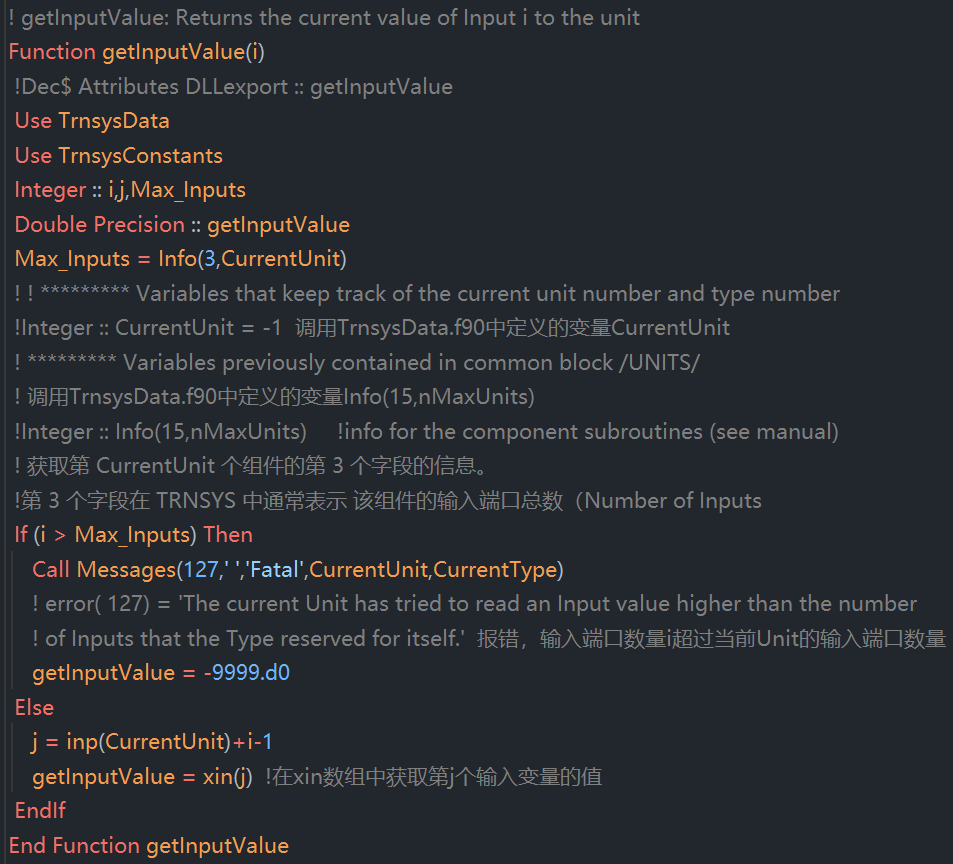 ! getInputValue: Returns the current value of Input i to the unit
Function getInputValue(i)
!Dec$ Attributes DLLexport :: getInputValue
Use TrnsysData
Use TrnsysConstants
Integer :: i,j,Max_Inputs
Double Precision :: getInputValue
Max_Inputs = Info(3,CurrentUnit)
! ! ********* Variables that keep track of the current unit number and type number
!Integer :: CurrentUnit = -1  调用TrnsysData.f90中定义的变量CurrentUnit
! ********* Variables previously contained in common block /UNITS/
! 调用TrnsysData.f90中定义的变量Info(15,nMaxUnits)
!Integer :: Info(15,nMaxUnits)     !info for the component subroutines (see manual)
! 获取第 CurrentUnit 个组件的第 3 个字段的信息。
!第 3 个字段在 TRNSYS 中通常表示 该组件的输入端口总数（Number of Inputs
If (i > Max_Inputs) Then
Call Messages(127,' ','Fatal',CurrentUnit,CurrentType)
! error( 127) = 'The current Unit has tried to read an Input value higher than the number
! of Inputs that the Type reserved for itself.'  报错，输入端口数量i超过当前Unit的输入端口数量
getInputValue = -9999.d0
Else
j = inp(CurrentUnit)+i-1
getInputValue = xin(j)  !在xin数组中获取第j个输入变量的值
EndIf
End Function getInputValue